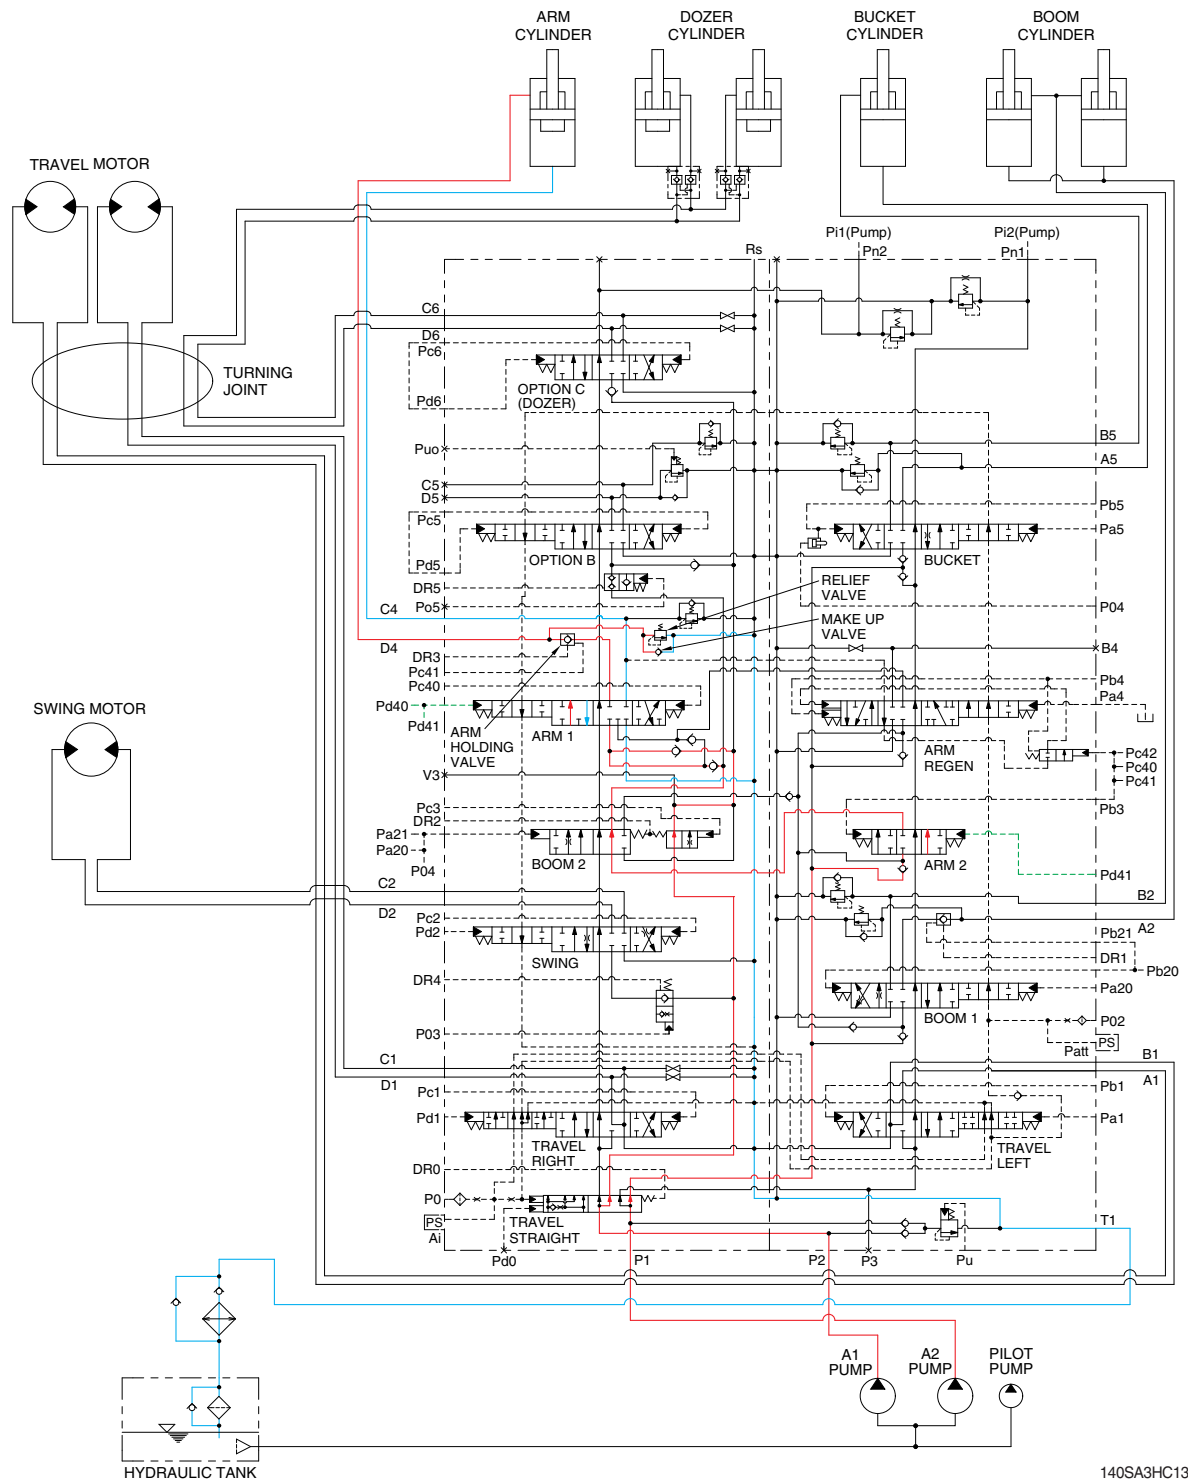 ARM
CYLINDER
DOZER
CYLINDER
BUCKET
CYLINDER
BOOM
CYLINDER
TRAVEL MOTOR
Rs
Pi1(Pump)
Pn2
Pi2(Pump)
Pn1
C6
D6
Pc6
Pd6
TURNING
JOINT
OPTION C
(DOZER)
Puo
C5
D5
Pc5
Pd5
B5
A5
Pb5
Pa5
OPTION B
BUCKET
DR5
Po5
RELIEF
VALVE
MAKE UP
VALVE
P04
C4
D4
DR3
Pc41
Pc40
Pd40
Pd41
B4
Pb4
Pa4
SWING MOTOR
ARM
HOLDING
VALVE
ARM 1
ARM
REGEN
Pc42
Pc40
Pc41
V3
Pc3
DR2
Pa21
Pa20
P04
Pb3
BOOM 2
ARM 2
Pd41
C2
D2
Pc2
Pd2
B2
A2
Pb21
DR1
Pb20
Pa20
SWING
BOOM 1
DR4
P03
P02
PS
Patt
C1
D1
Pc1
Pd1
B1
A1
Pb1
Pa1
TRAVEL
RIGHT
TRAVEL
LEFT
DR0
P0
PS
Ai
TRAVEL
STRAIGHT
T1
Pd0
P1
P2
P3
Pu
A1
PUMP
A2
PUMP
PILOT
PUMP
HYDRAULIC TANK
140SA3HC13